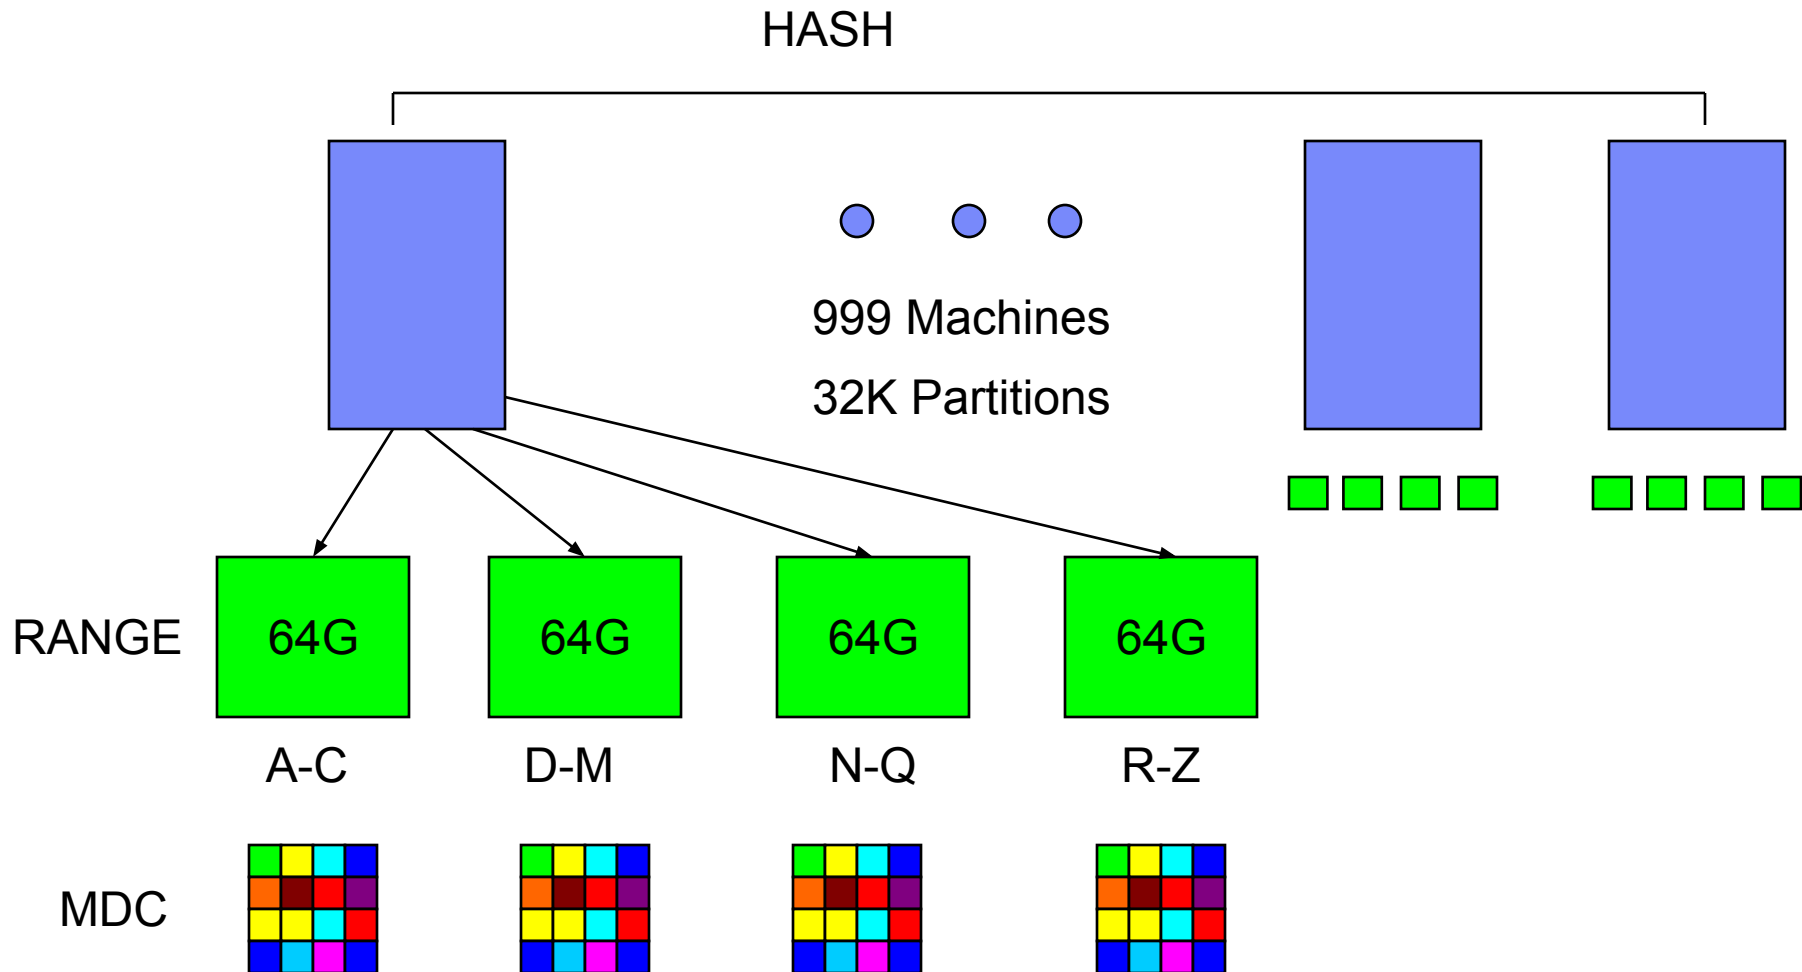 HASH
999 Machines
32K Partitions
RANGE 64G 64G 64G 64G
A-C D-M N-Q R-Z
MDC